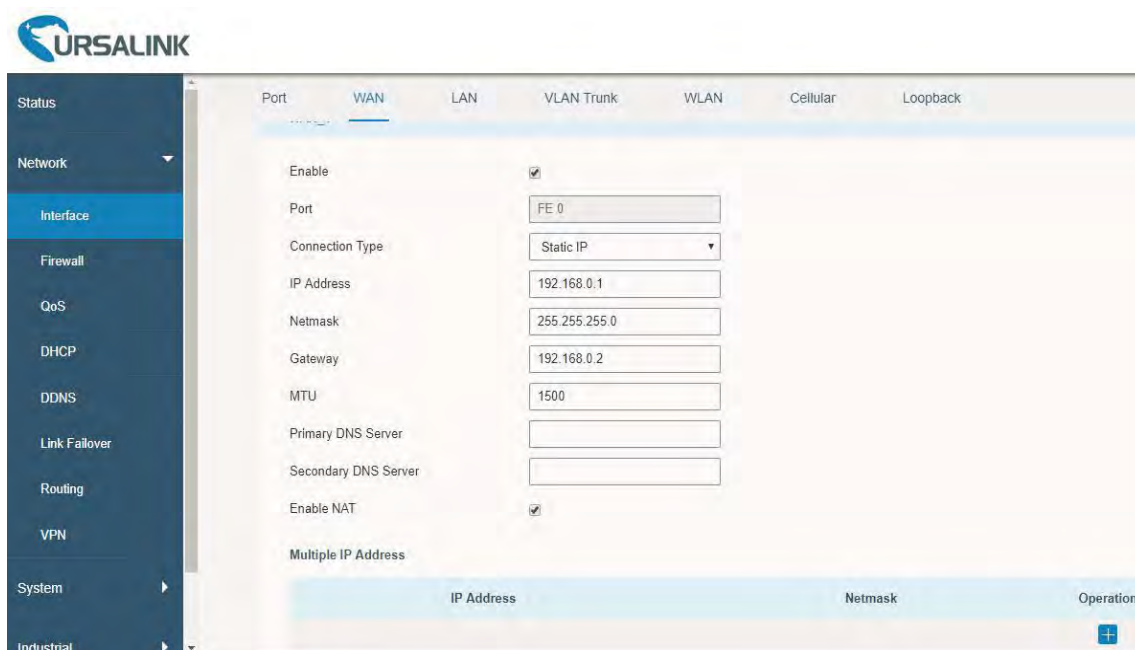 URSALINK
Status
Network
Interface
Firewall
QoS
DHCP
DDNS
Link Failover
Routing
VPN
System
Industrial
Port WAN LAN VLAN Trunk WLAN Cellular Loopback
Enable
Port FE 0
Connection Type Static IP
IP Address 192.168.0.1
Netmask 255.255.255.0
Gateway 192.168.0.2
MTU 1500
Primary DNS Server
Secondary DNS Server
Enable NAT
Multiple IP Address
IP Address Netmask Operation